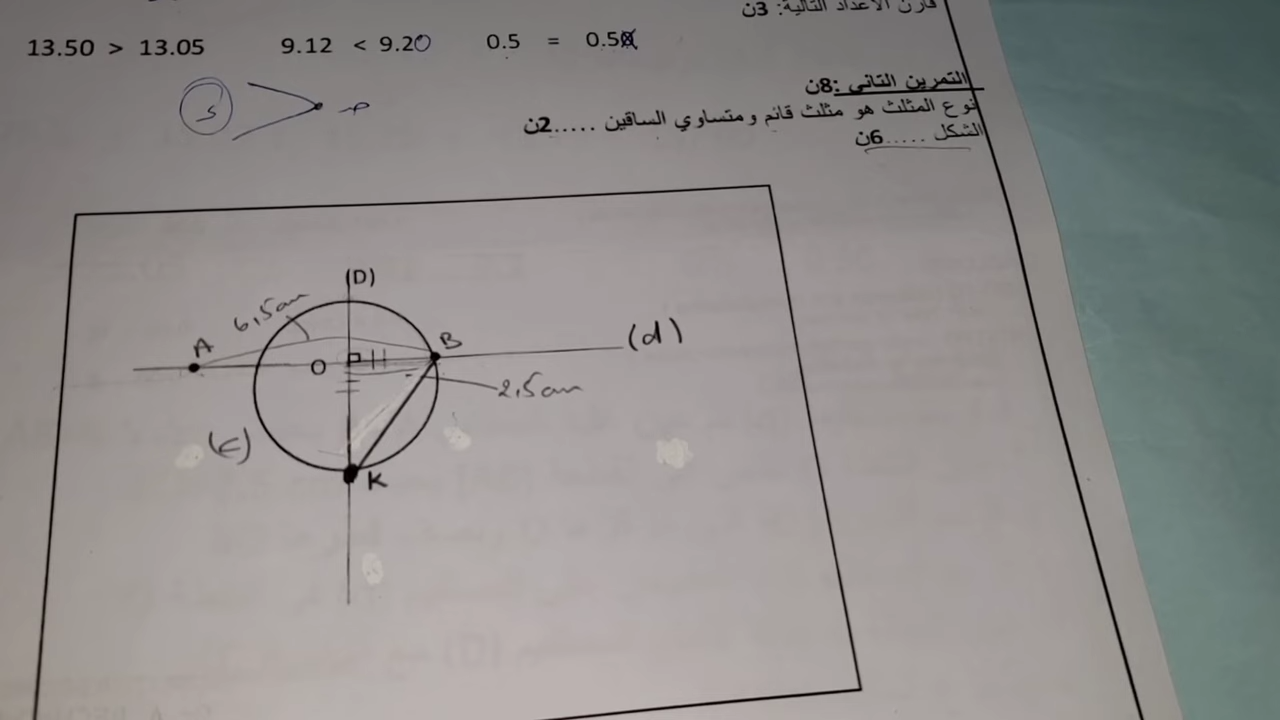 قارن الأعداد التالية: 3ن
13.50 > 13.05 9.12 < 9.20 0.5 = 0.50
التمرين الثاني :8ن
نوع المثلث هو مثلث قائم ومتساوي الساقين .....2ن
الشكل .....6ن
(D)
6,5cm
A
B
(d)
O
2,5cm
(C)
K